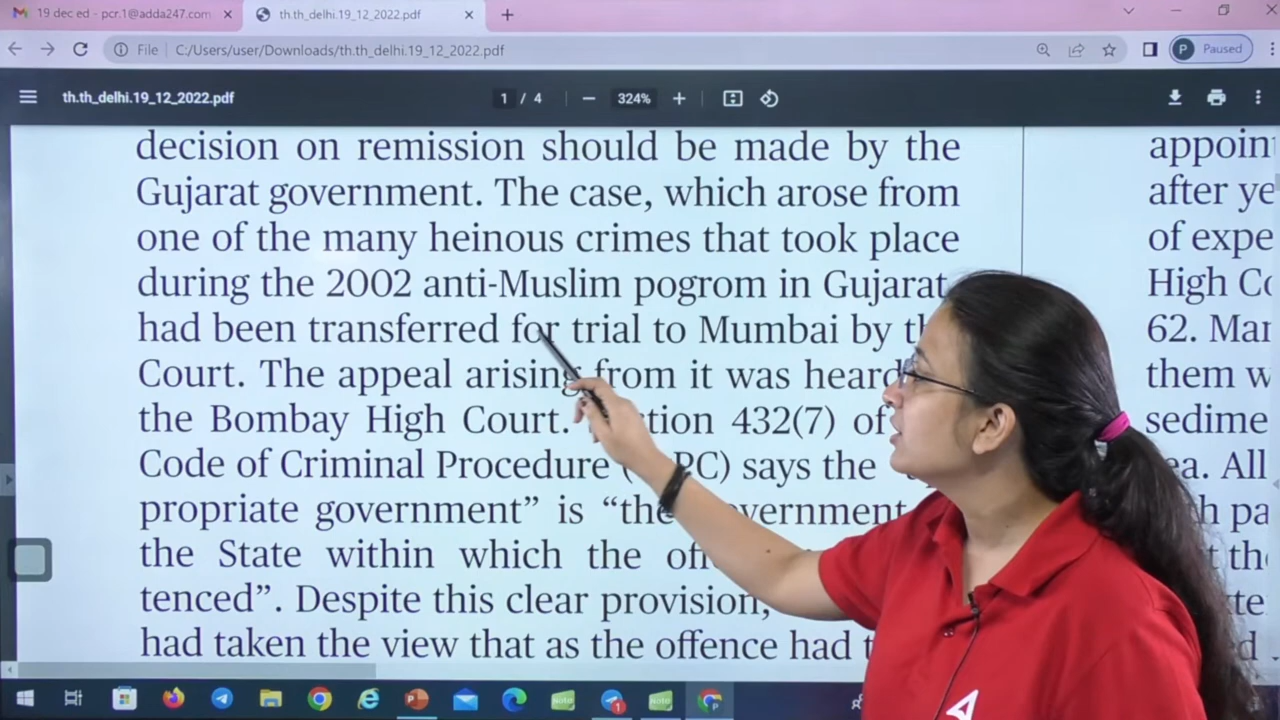 19 dec ed - pcr.1@adda247.com
th.th_delhi.19_12_2022.pdf
File
C:/Users/user/Downloads/th.th_delhi.19_12_2022.pdf
P Paused
th.th_delhi.19_12_2022.pdf
1 / 4
324%
decision on remission should be made by the
Gujarat government. The case, which arose from
one of the many heinous crimes that took place
during the 2002 anti-Muslim pogrom in Gujarat
had been transferred for trial to Mumbai by
Court. The appeal arising from it was heard
the Bombay High Court. 432(7) of
Code of Criminal Procedure says the
propriate government” is “the
the State within which the
tenced”. Despite this clear provision,
had taken the view that as the offence had
after
of
High
62.
them
All